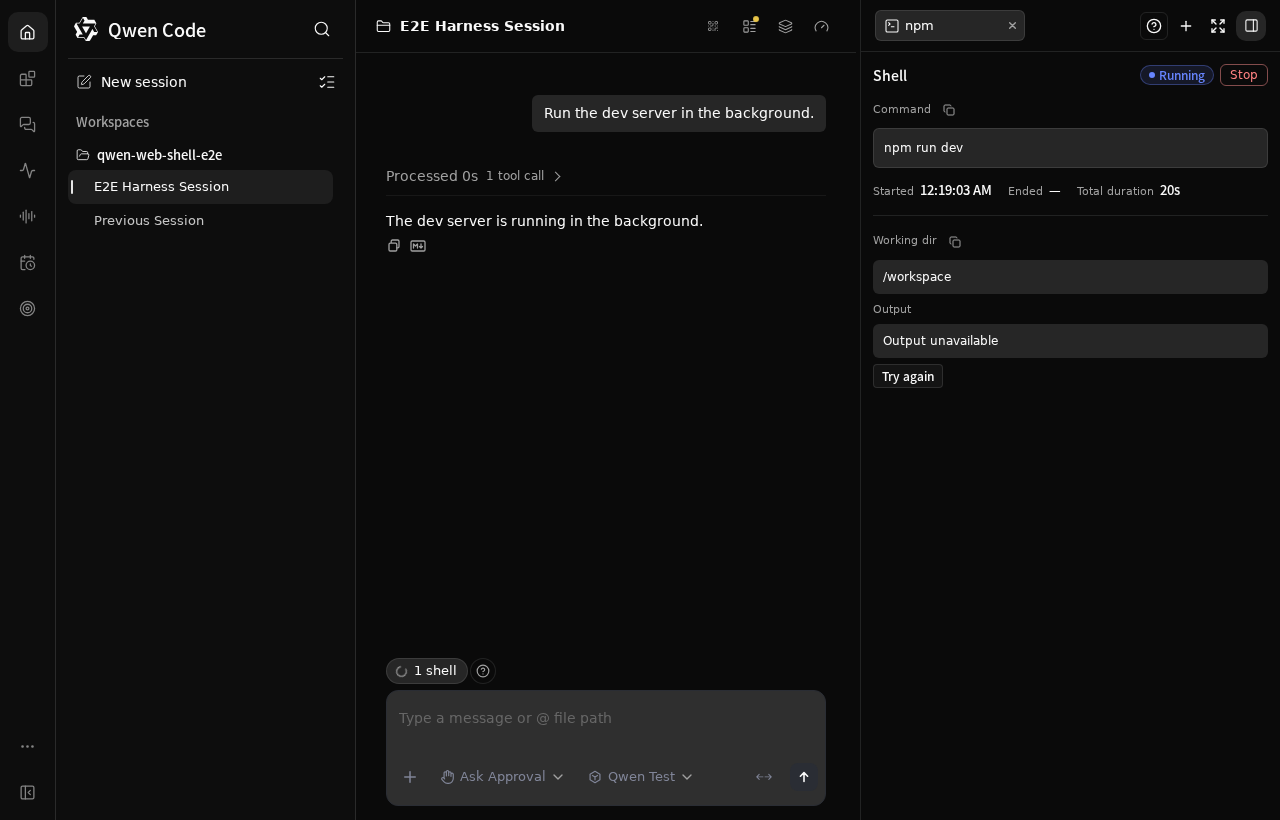 Qwen Code
New session
Workspaces
qwen-web-shell-e2e
E2E Harness Session
Previous Session
E2E Harness Session
Run the dev server in the background.
Processed 0s 1 tool call
The dev server is running in the background.
M
1 shell
Type a message or @ file path
Ask Approval
Qwen Test
npm
Shell
Running
Stop
Command
npm run dev
Started 12:19:03 AM Ended — Total duration 20s
Working dir
/workspace
Output
Output unavailable
Try again